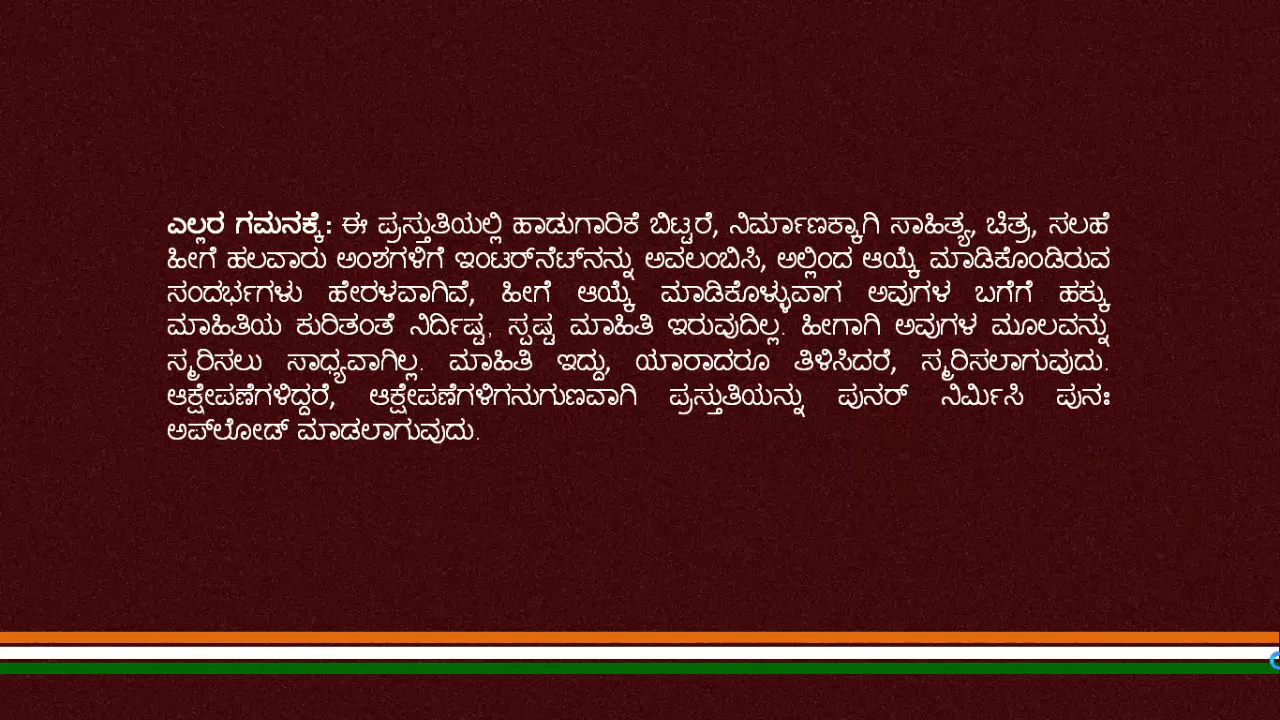 ಎಲ್ಲರ ಗಮನಕ್ಕೆ: ಈ ಪ್ರಸ್ತುತಿಯಲ್ಲಿ ಹಾಡುಗಾರಿಕೆ ಬಿಟ್ಟರೆ, ನಿರ್ಮಾಣಕ್ಕಾಗಿ ಸಾಹಿತ್ಯ, ಚಿತ್ರ, ಸಲಹೆ
ಹೀಗೆ ಹಲವಾರು ಅಂಶಗಳಿಗೆ ಇಂಟರ್‌ನೆಟ್‌ನನ್ನು ಅವಲಂಬಿಸಿ, ಅಲ್ಲಿಂದ ಆಯ್ಕೆ ಮಾಡಿಕೊಂಡಿರುವ
ಸಂದರ್ಭಗಳು ಹೇರಳವಾಗಿವೆ, ಹೀಗೆ ಆಯ್ಕೆ ಮಾಡಿಕೊಳ್ಳುವಾಗ ಅವುಗಳ ಬಗೆಗೆ ಹಕ್ಕು
ಮಾಹಿತಿಯ ಕುರಿತಂತೆ ನಿರ್ದಿಷ್ಟ, ಸ್ಪಷ್ಟ ಮಾಹಿತಿ ಇರುವುದಿಲ್ಲ. ಹೀಗಾಗಿ ಅವುಗಳ ಮೂಲವನ್ನು
ಸ್ಮರಿಸಲು ಸಾಧ್ಯವಾಗಿಲ್ಲ. ಮಾಹಿತಿ ಇದ್ದು, ಯಾರಾದರೂ ತಿಳಿಸಿದರೆ, ಸ್ಮರಿಸಲಾಗುವುದು.
ಆಕ್ಷೇಪಣೆಗಳಿದ್ದರೆ, ಆಕ್ಷೇಪಣೆಗಳಿಗನುಗುಣವಾಗಿ ಪ್ರಸ್ತುತಿಯನ್ನು ಪುನರ್ ನಿರ್ಮಿಸಿ ಪುನಃ
ಅಪ್‌ಲೋಡ್ ಮಾಡಲಾಗುವುದು.